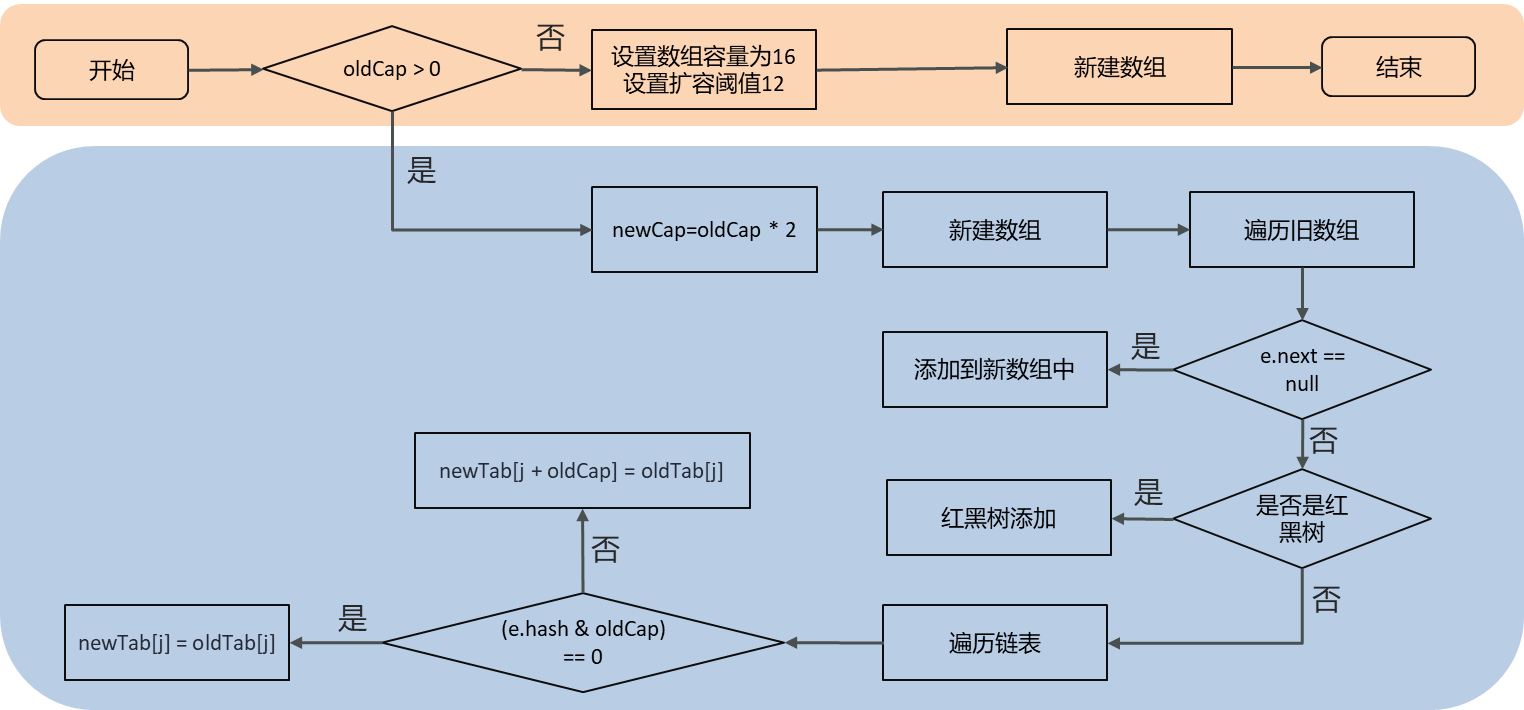 开始
oldCap > 0
否
设置数组容量为16
设置扩容阈值12
新建数组
结束
是
newCap=oldCap * 2
新建数组
遍历旧数组
添加到新数组中
是
e.next ==
null
否
newTab[j + oldCap] = oldTab[j]
红黑树添加
是
是否是红
黑树
否
否
newTab[j] = oldTab[j]
是
(e.hash & oldCap)
== 0
遍历链表